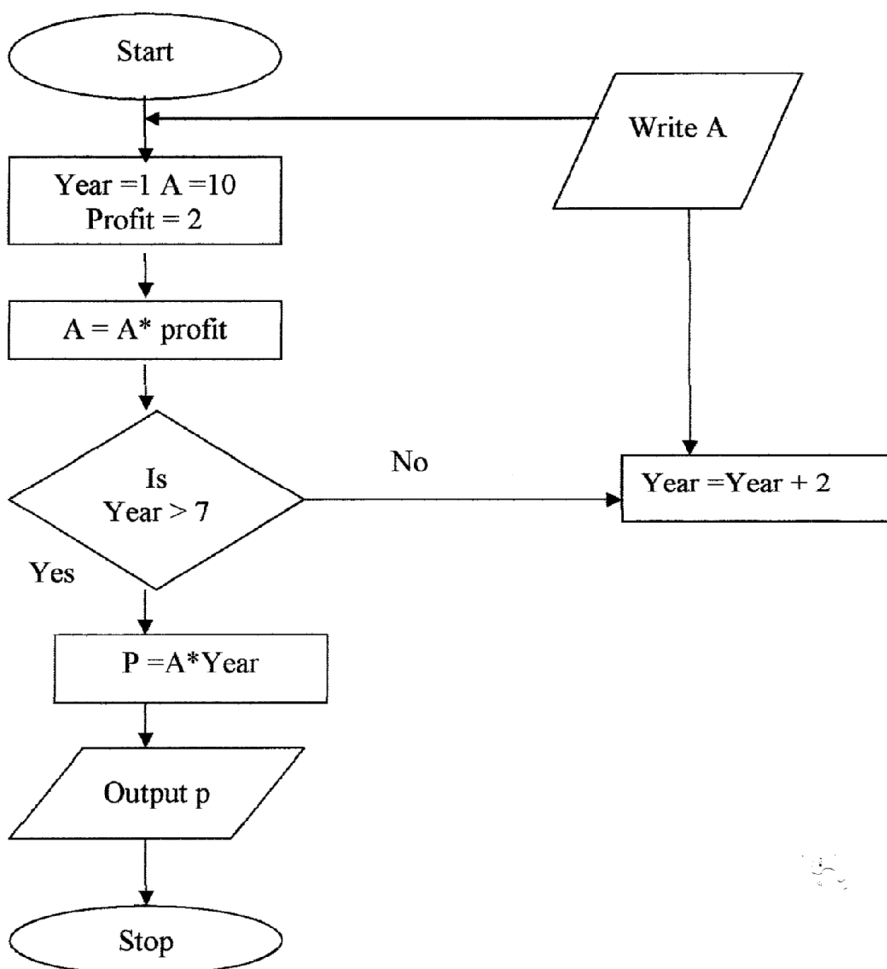 Start
Write A
Year =1 A =10
Profit = 2
A = A* profit
Is
Year > 7
No
Year =Year + 2
Yes
P =A*Year
Output p
Stop